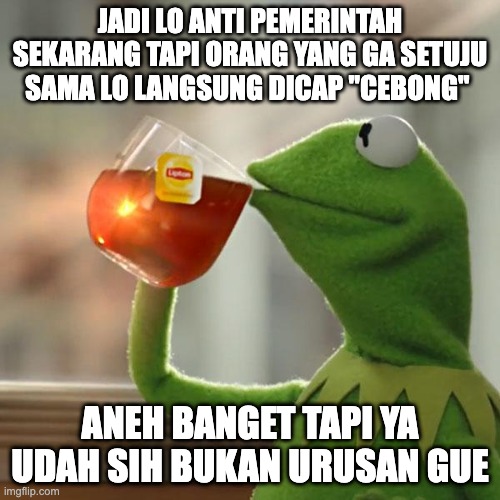 JADI LO ANTI PEMERINTAH
SEKARANG TAPI ORANG YANG GA SETUJU
SAMA LO LANGSUNG DICAP "CEBONG"
Lipton
ANEH BANGET TAPI YA
UDAH SIH BUKAN URUSAN GUE
imgflip.com